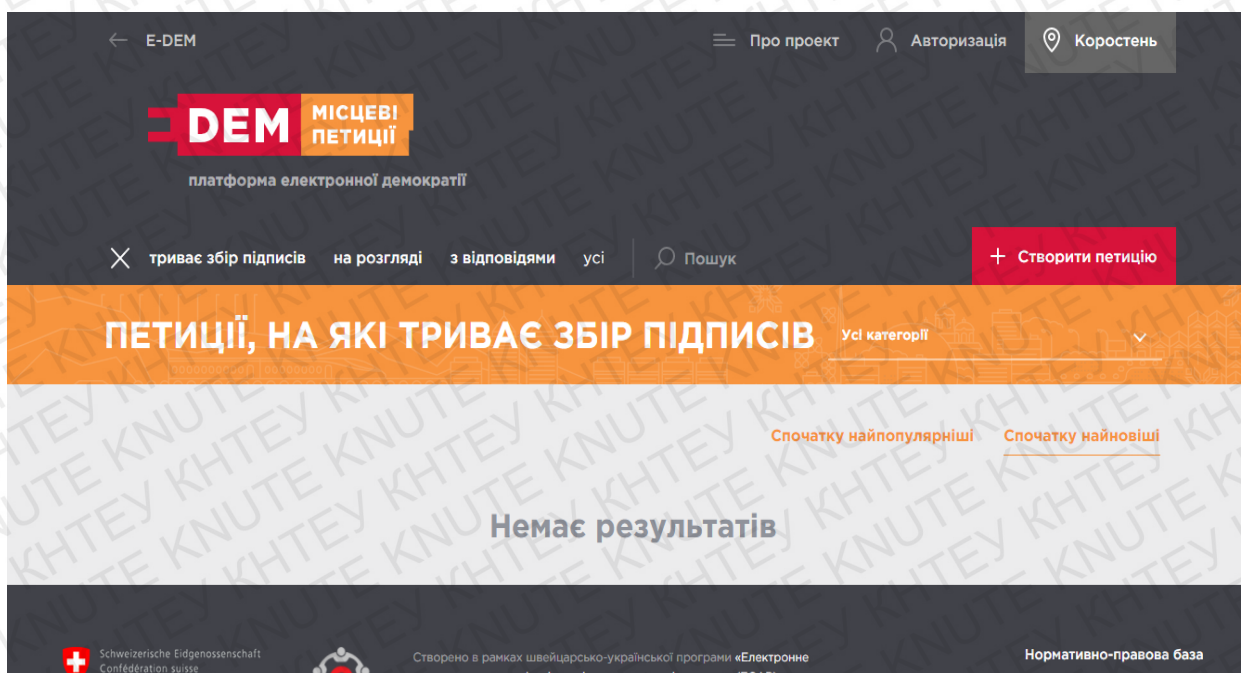 ← E-DEM
Про проект
Авторизація
Коростень
DEM МІСЦЕВІ ПЕТИЦІЇ
платформа електронної демократії
триває збір підписів на розгляді з відповідями усі
Пошук
+ Створити петицію
ПЕТИЦІЇ, НА ЯКІ ТРИВАЄ ЗБІР ПІДПИСІВ
Усі категорії
Спочатку найпопулярніші Спочатку найновіші
Немає результатів
Schweizerische Eidgenossenschaft
Confédération suisse
Створено в рамках швейцарсько-української програми «Електронне
Нормативно-правова база